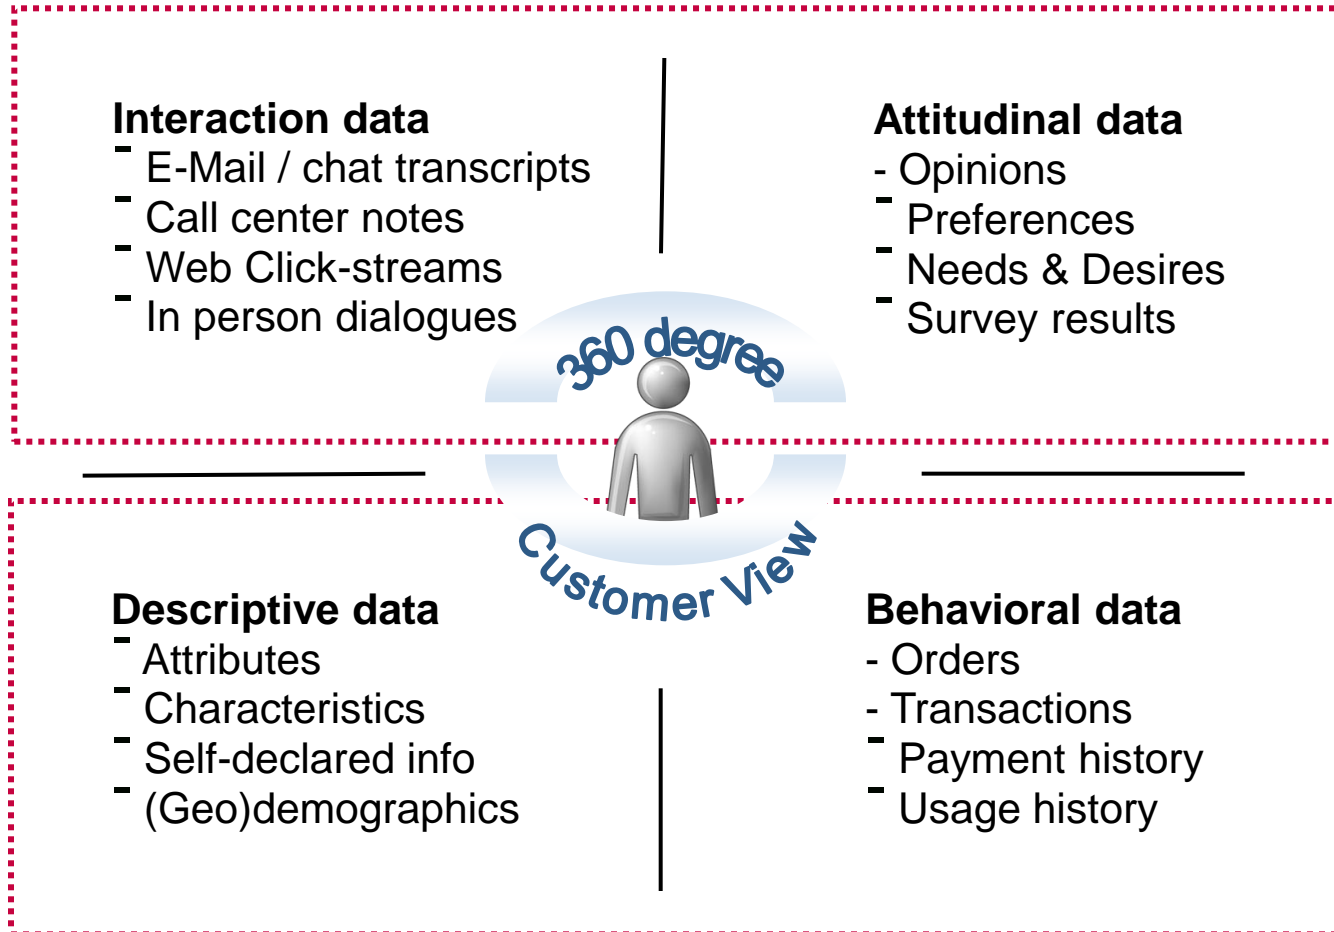 Interaction data
- E-Mail / chat transcripts
- Call center notes
- Web Click-streams
- In person dialogues
Attitudinal data
- Opinions
- Preferences
- Needs & Desires
- Survey results
360 degree
Customer View
Descriptive data
- Attributes
- Characteristics
- Self-declared info
- (Geo)demographics
Behavioral data
- Orders
- Transactions
- Payment history
- Usage history